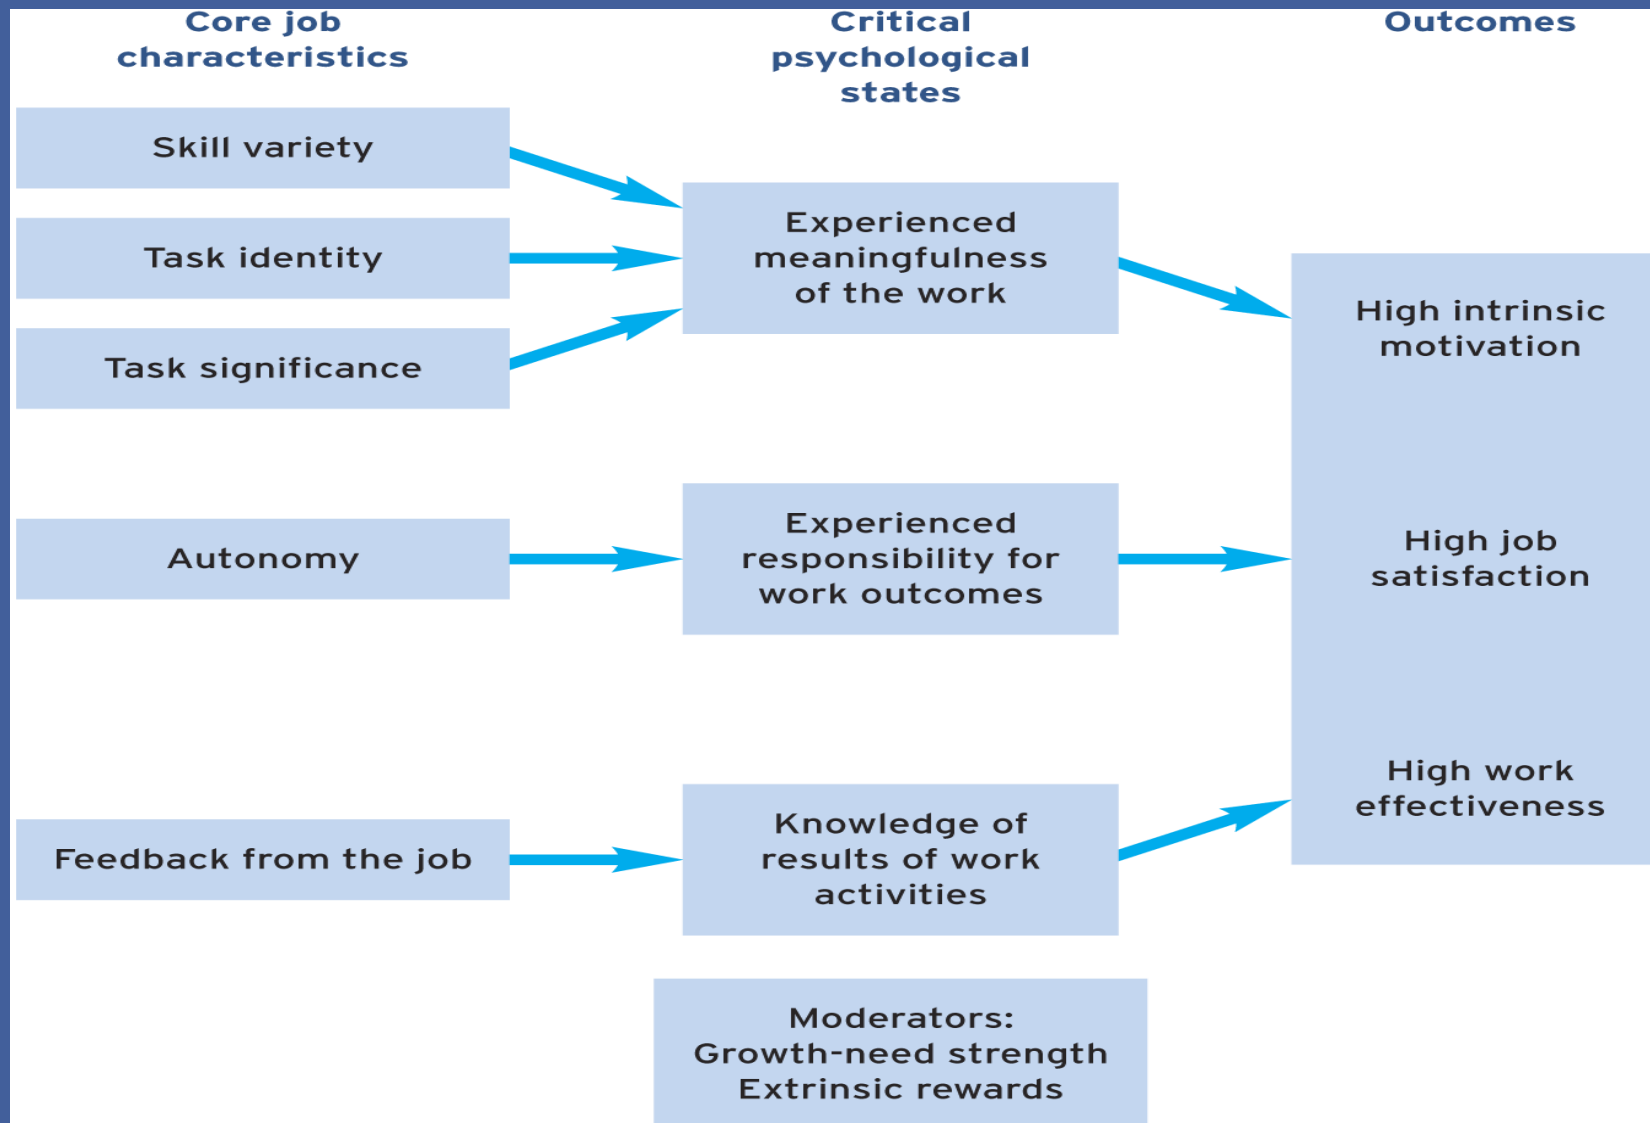 Core job
characteristics
Critical
psychological
states
Outcomes
Skill variety
Task identity
Task significance
Experienced
meaningfulness
of the work
High intrinsic
motivation
Autonomy
Experienced
responsibility for
work outcomes
High job
satisfaction
Feedback from the job
Knowledge of
results of work
activities
High work
effectiveness
Moderators:
Growth-need strength
Extrinsic rewards